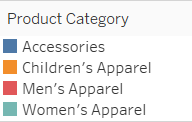 Product Category
Accessories
Children's Apparel
Men's Apparel
Women's Apparel